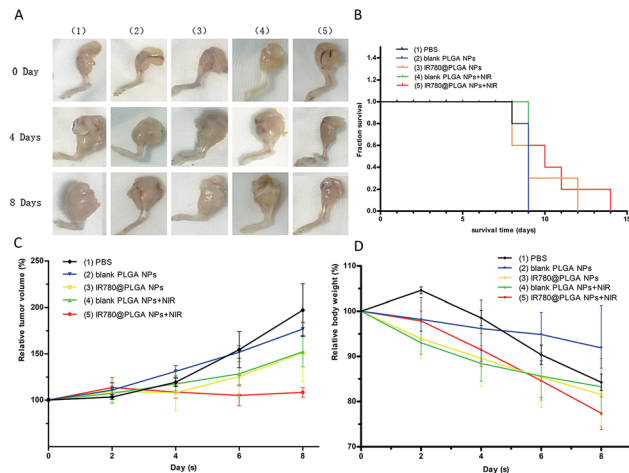 A
(1) (2) (3) (4) (5)
0 Day
4 Days
8 Days
B
(1) PBS
(2) blank PLGA NPs
(3) IR780@PLGA NPs
(4) blank PLGA NPs+NIR
(5) IR780@PLGA NPs+NIR
Fraction survival
1.4
1.2
1.0
0.8
0.6
0.4
0.2
0.0
0 5 10 15
survival time (days)
C
(1) PBS
(2) blank PLGA NPs
(3) IR780@PLGA NPs
(4) blank PLGA NPs+NIR
(5) IR780@PLGA NPs+NIR
Relative tumor volume (%)
250
200
150
100
50
0 2 4 6 8
Day (s)
D
(1) PBS
(2) blank PLGA NPs
(3) IR780@PLGA NPs
(4) blank PLGA NPs+NIR
(5) IR780@PLGA NPs+NIR
Relative body weight (%)
110
100
90
80
70
0 2 4 6 8
Day (s)